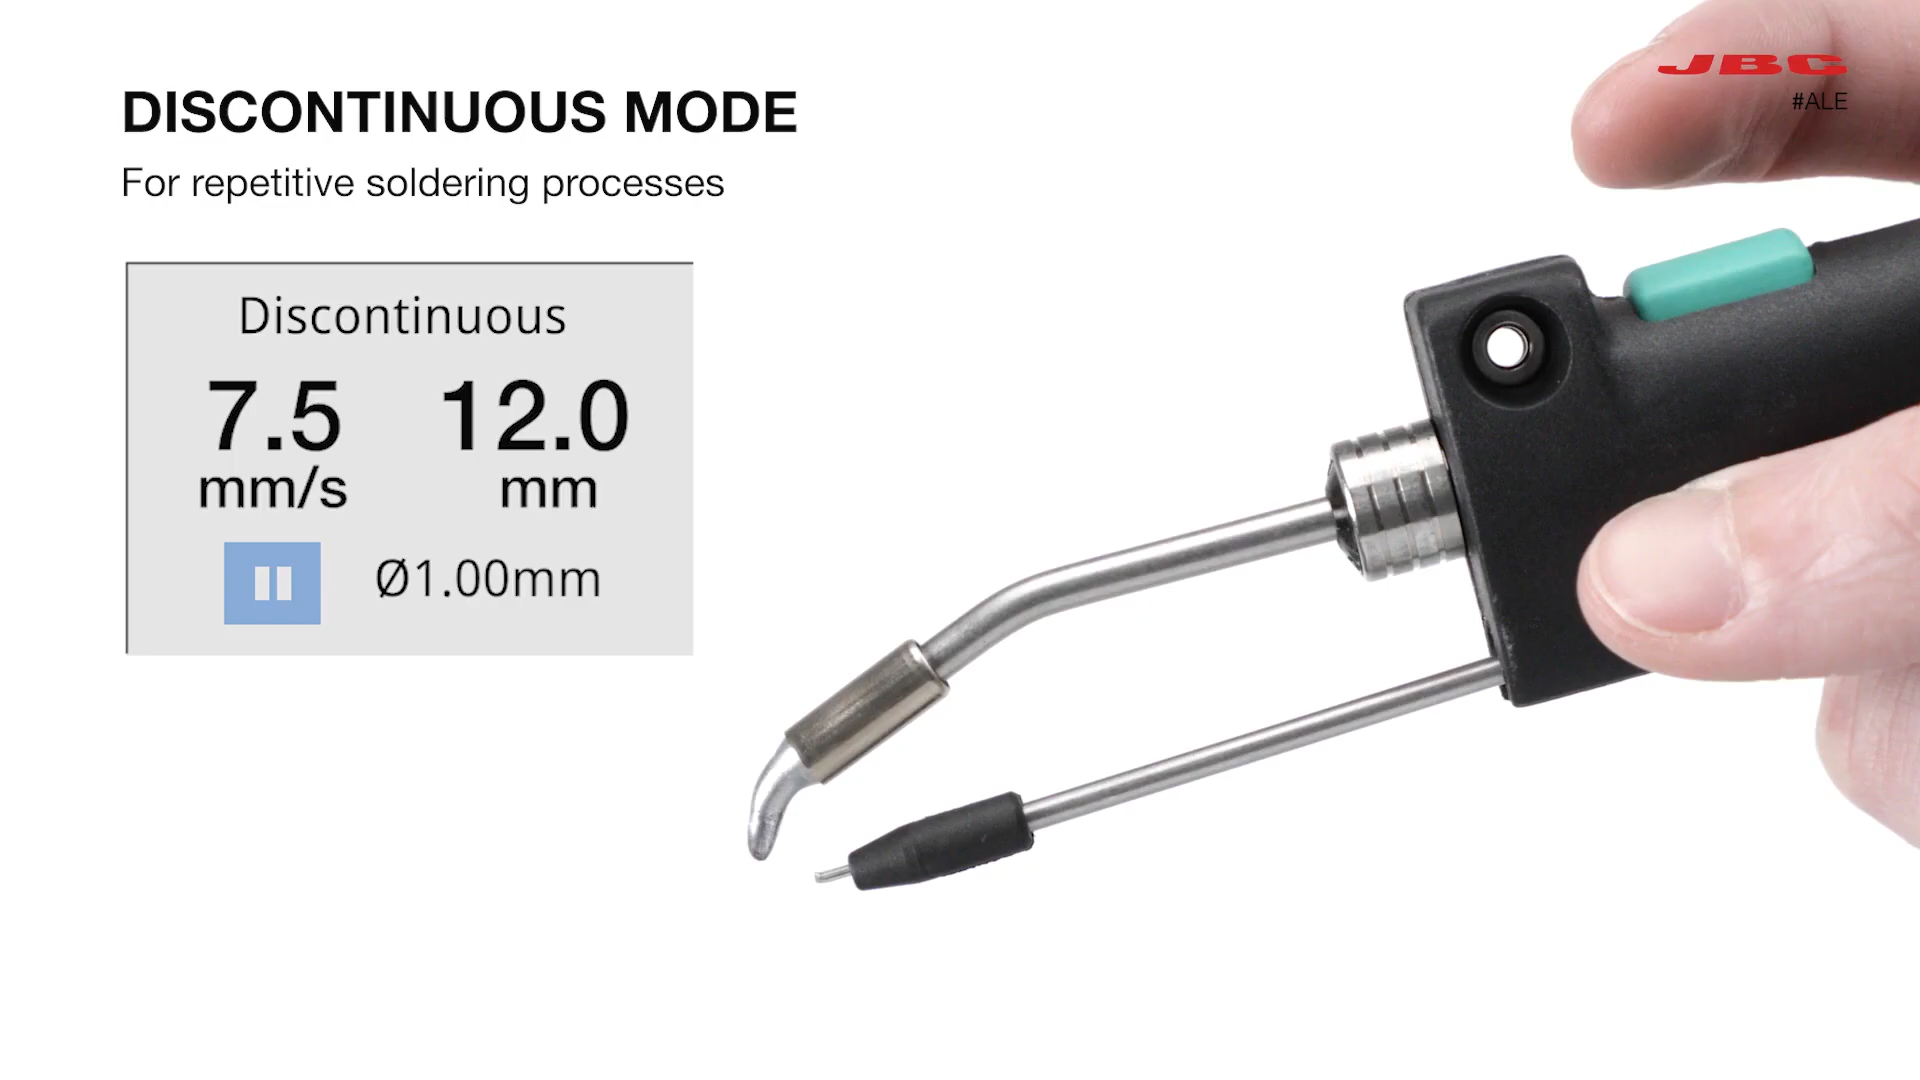 DISCONTINUOUS MODE
For repetitive soldering processes
JBC
#ALE
Discontinuous
7.5 12.0
mm/s mm
Ø1.00mm